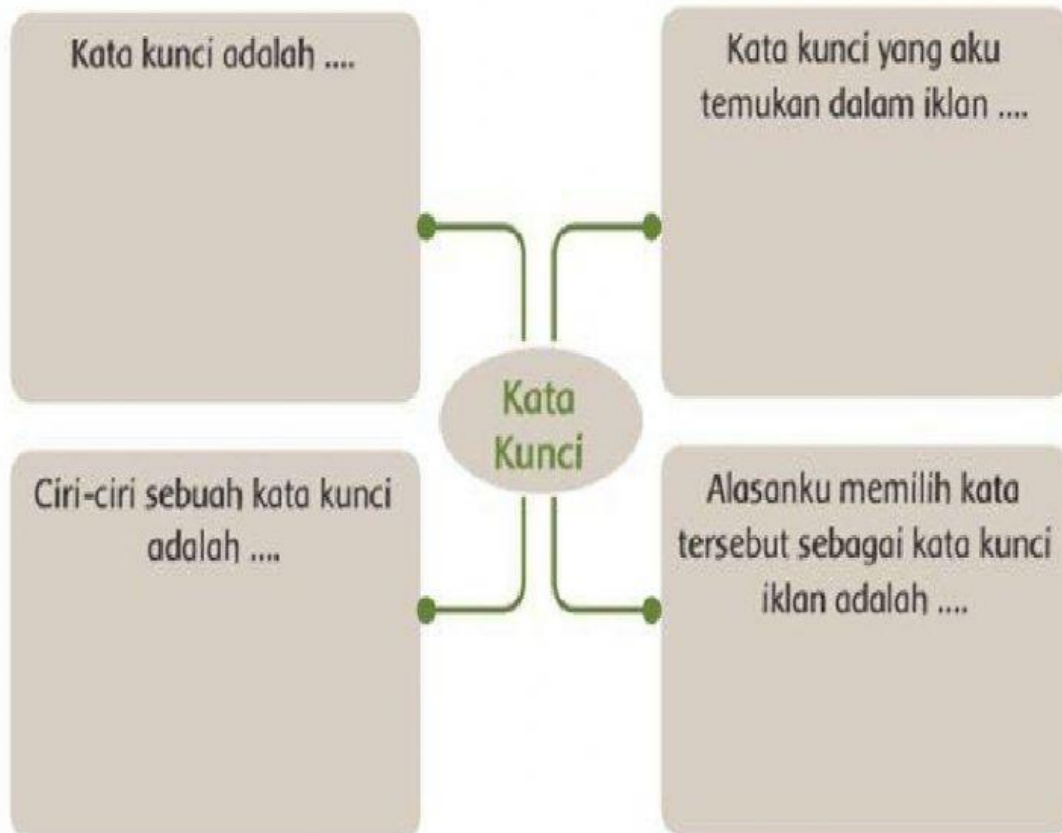 Kata kunci adalah ....
Kata kunci yang aku
temukan dalam iklan ....
Kata
Kunci
Ciri-ciri sebuah kata kunci
adalah ....
Alasanku memilih kata
tersebut sebagai kata kunci
iklan adalah ....